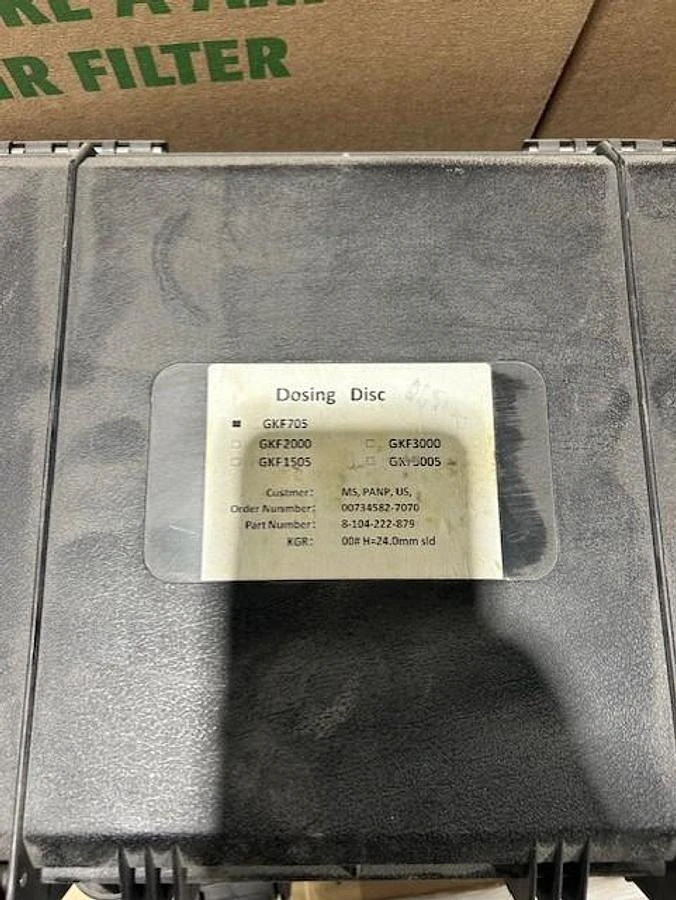 R FILTER
Dosing Disc
GKF705
GKF2000 GKF3000
GKF1505
Custmer: MS, PANP, US,
Order Nunmber: 00734582-7070
Part Number: 8-104-222-879
KGR: 00# H=24.0mm sld